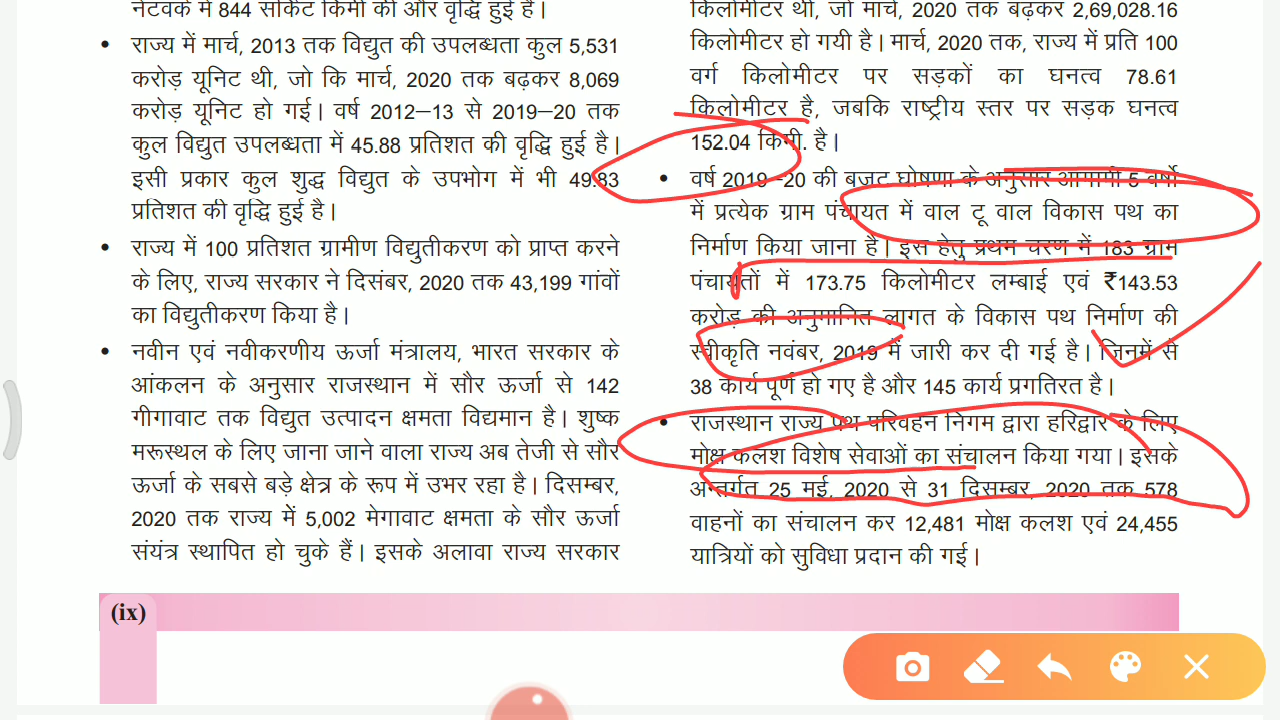 नेटवर्क में 844 सर्किट किमी की और वृद्धि हुई है।
• राज्य में मार्च, 2013 तक विद्युत की उपलब्धता कुल 5,531
करोड़ यूनिट थी, जो कि मार्च, 2020 तक बढ़कर 8,069
करोड़ यूनिट हो गई। वर्ष 2012–13 से 2019–20 तक
कुल विद्युत उपलब्धता में 45.88 प्रतिशत की वृद्धि हुई है।
इसी प्रकार कुल शुद्ध विद्युत के उपभोग में भी 49.83
प्रतिशत की वृद्धि हुई है।
• राज्य में 100 प्रतिशत ग्रामीण विद्युतीकरण को प्राप्त करने
के लिए, राज्य सरकार ने दिसंबर, 2020 तक 43,199 गांवों
का विद्युतीकरण किया है।
• नवीन एवं नवीकरणीय ऊर्जा मंत्रालय, भारत सरकार के
आंकलन के अनुसार राजस्थान में सौर ऊर्जा से 142
गीगावाट तक विद्युत उत्पादन क्षमता विद्यमान है। शुष्क
मरूस्थल के लिए जाना जाने वाला राज्य अब तेजी से सौर
ऊर्जा के सबसे बड़े क्षेत्र के रूप में उभर रहा है। दिसम्बर,
2020 तक राज्य में 5,002 मेगावाट क्षमता के सौर ऊर्जा
संयंत्र स्थापित हो चुके हैं। इसके अलावा राज्य सरकार
किलोमीटर थी, जो मार्च, 2020 तक बढ़कर 2,69,028.16
किलोमीटर हो गयी है। मार्च, 2020 तक, राज्य में प्रति 100
वर्ग किलोमीटर पर सड़कों का घनत्व 78.61
किलोमीटर है, जबकि राष्ट्रीय स्तर पर सड़क घनत्व
152.04 किमी. है।
• वर्ष 2019–20 की बजट घोषणा के अनुसार आगामी 5 वर्षों
में प्रत्येक ग्राम पंचायत में वाल टू वाल विकास पथ का
निर्माण किया जाना है। इस हेतु प्रथम चरण में 183 ग्राम
पंचायतों में 173.75 किलोमीटर लम्बाई एवं ₹143.53
करोड़ की अनुमानित लागत के विकास पथ निर्माण की
स्वीकृति नवंबर, 2019 में जारी कर दी गई है। जिनमें से
38 कार्य पूर्ण हो गए है और 145 कार्य प्रगतिरत है।
• राजस्थान राज्य पथ परिवहन निगम द्वारा हरिद्वार के लिए
मोक्ष कलश विशेष सेवाओं का संचालन किया गया। इसके
अन्तर्गत 25 मई, 2020 से 31 दिसम्बर, 2020 तक 578
वाहनों का संचालन कर 12,481 मोक्ष कलश एवं 24,455
यात्रियों को सुविधा प्रदान की गई।
(ix)